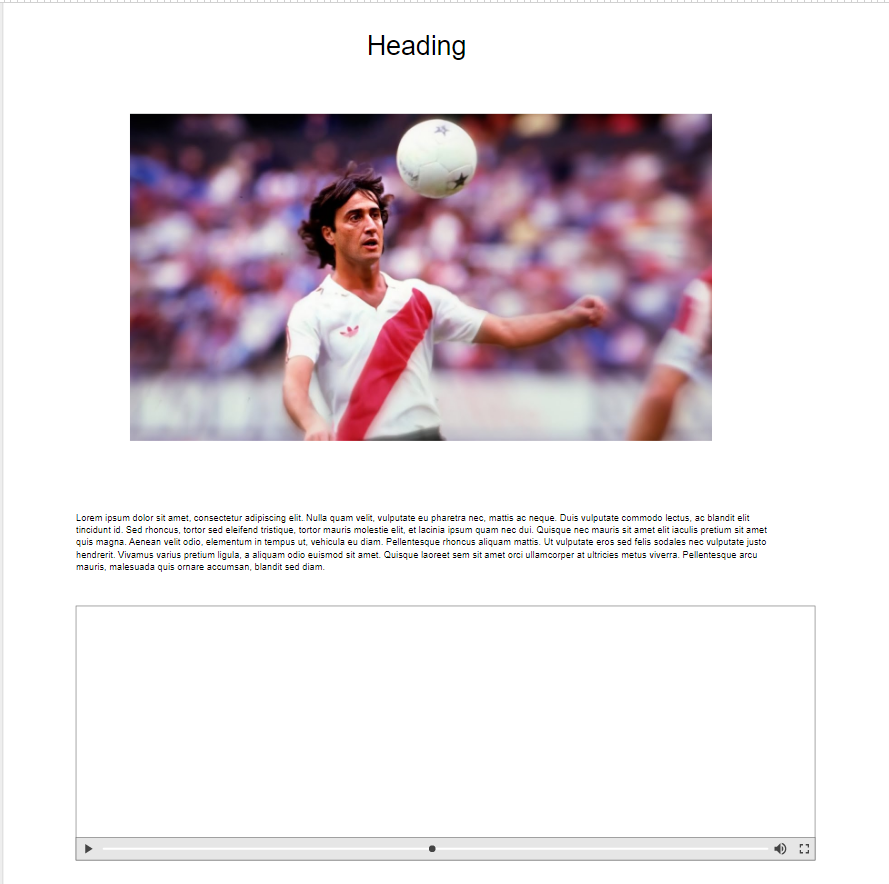 Heading
Lorem ipsum dolor sit amet, consectetur adipiscing elit. Nulla quam velit, vulputate eu pharetra nec, mattis ac neque. Duis vulputate commodo lectus, ac blandit elit
tincidunt id. Sed rhoncus, tortor sed eleifend tristique, tortor mauris molestie elit, et lacinia ipsum quam nec dui. Quisque nec mauris sit amet elit iaculis pretium sit amet
quis magna. Aenean velit odio, elementum in tempus ut, vehicula eu diam. Pellentesque rhoncus aliquam mattis. Ut vulputate eros sed felis sodales nec vulputate justo
hendrerit. Vivamus varius pretium ligula, a aliquam odio euismod sit amet. Quisque laoreet sem sit amet orci ullamcorper at ultricies metus viverra. Pellentesque arcu
mauris, malesuada quis ornare accumsan, blandit sed diam.